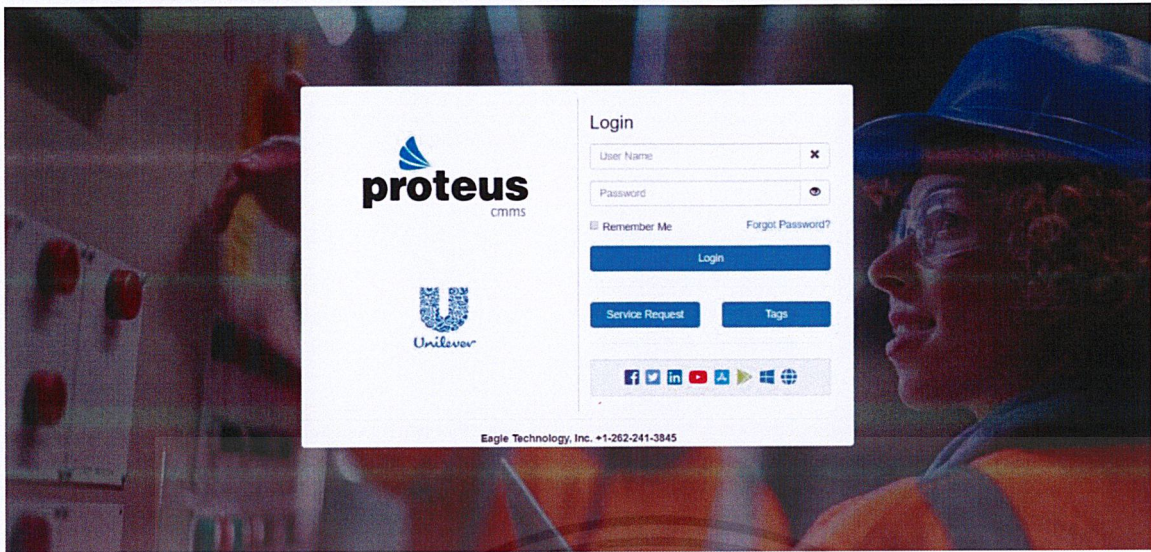 proteus
cmms
Unilever
Login
User Name
Password
Remember Me
Forgot Password?
Login
Service Request
Tags
Eagle Technology, Inc. +1-262-241-3845